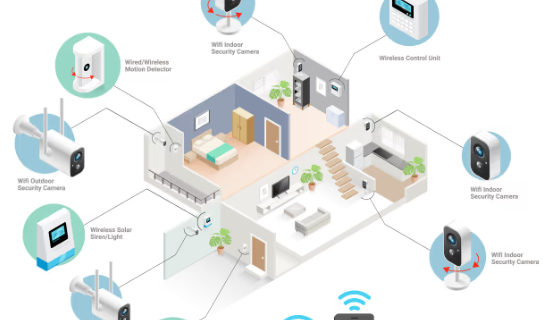 Wifi Indoor
Security Camera
Wireless Control Unit
Wired/Wireless
Motion Detector
Wifi Outdoor
Security Camera
Wifi Indoor
Security Camera
Wireless Solar
Siren/Light
Wifi Indoor
Security Camera